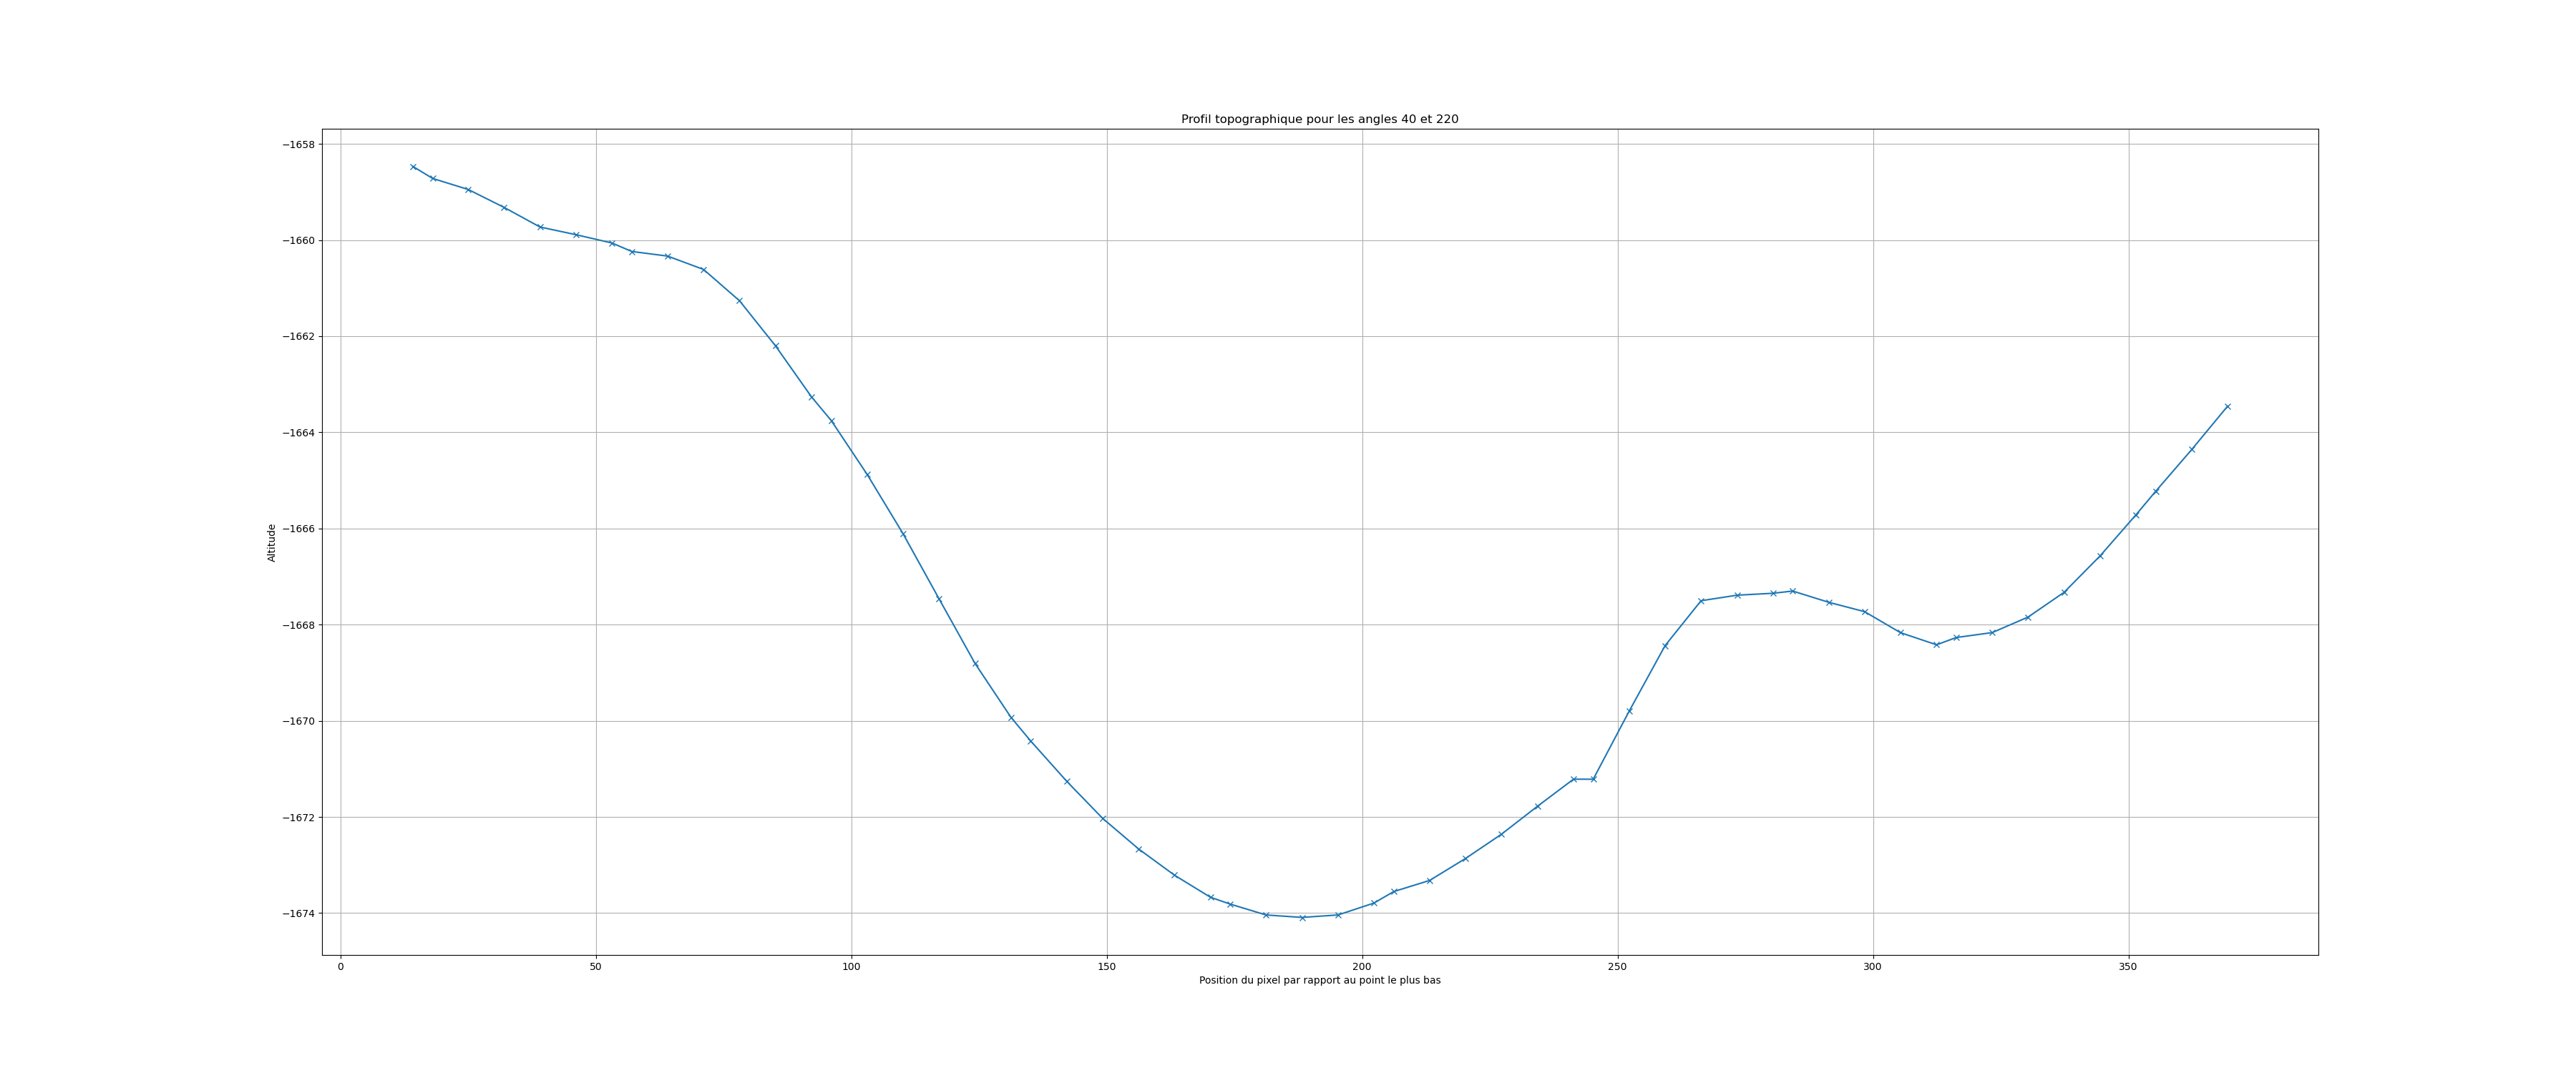 Profil topographique pour les angles 40 et 220
−1658
−1660
−1662
−1664
−1666
−1668
−1670
−1672
−1674
Altitude
0 50 100 150 200 250 300 350
Position du pixel par rapport au point le plus bas